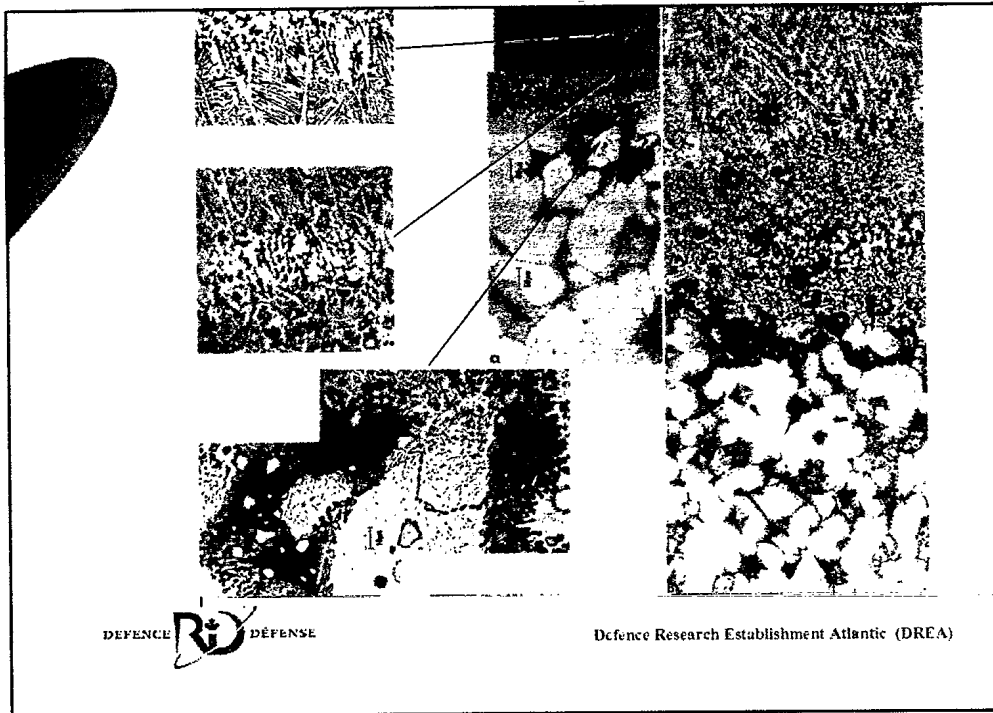 a
DEFENCE R&D DÉFENSE
Defence Research Establishment Atlantic (DREA)